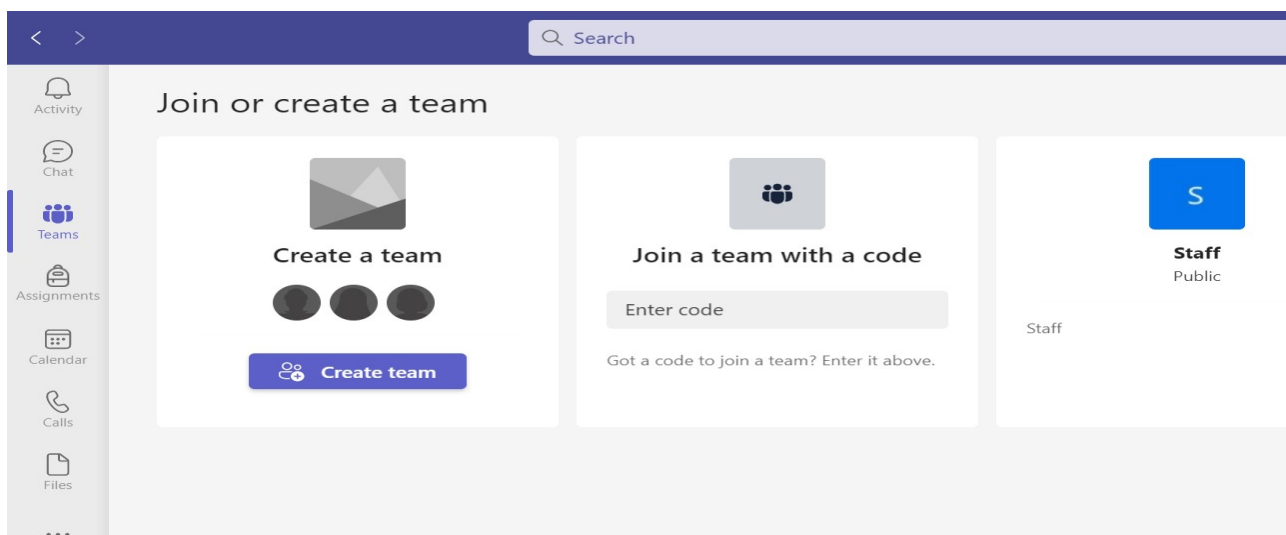 Search
Activity
Chat
Teams
Assignments
Calendar
Calls
Files
Join or create a team
Create a team
Create team
Join a team with a code
Enter code
Got a code to join a team? Enter it above.
S
Staff
Public
Staff